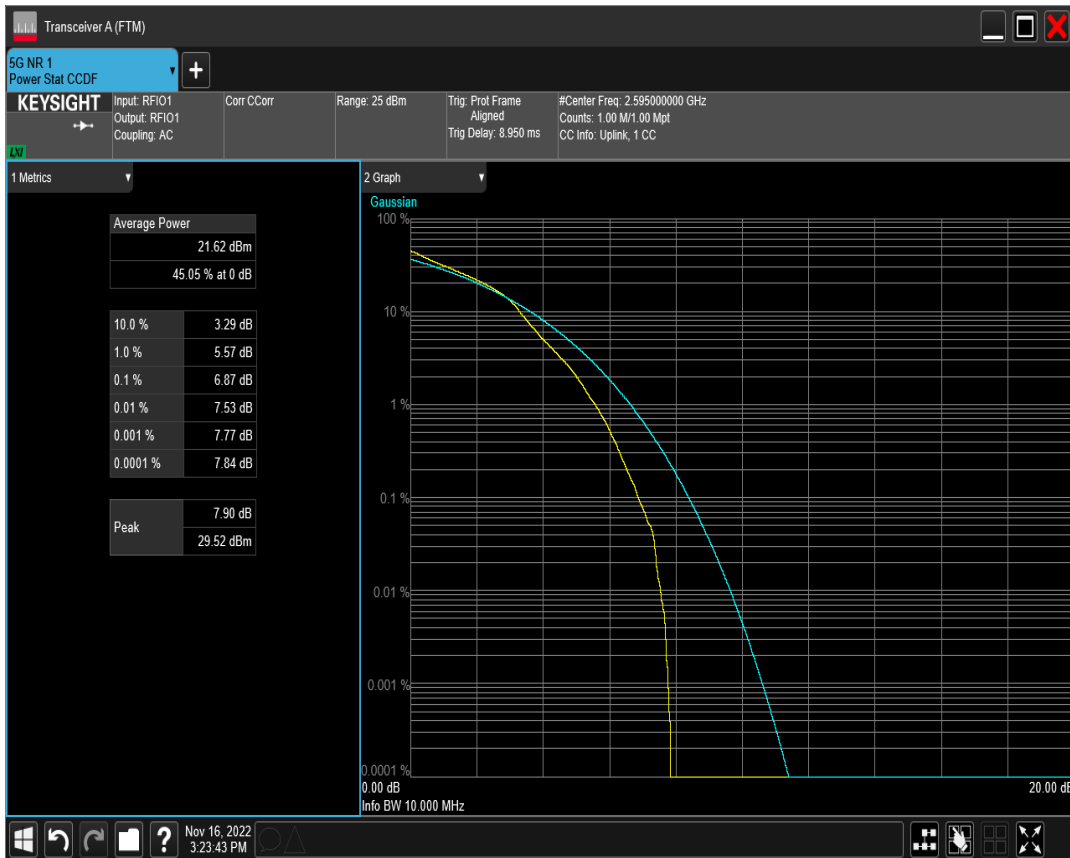 Transceiver A (FTM)
5G NR 1
Power Stat CCDF
+
KEYSIGHT
LXI
Input: RFIO1
Output: RFIO1
Coupling: AC
Corr CCorr
Range: 25 dBm
Trig: Prot Frame
Aligned
Trig Delay: 8.950 ms
#Center Freq: 2.595000000 GHz
Counts: 1.00 M/1.00 Mpt
CC Info: Uplink, 1 CC
1 Metrics
Average Power
21.62 dBm
45.05 % at 0 dB
10.0 % 3.29 dB
1.0 % 5.57 dB
0.1 % 6.87 dB
0.01 % 7.53 dB
0.001 % 7.77 dB
0.0001 % 7.84 dB
Peak
7.90 dB
29.52 dBm
2 Graph
Gaussian
100 %
10 %
1 %
0.1 %
0.01 %
0.001 %
0.0001 %
0.00 dB 20.00 dB
Info BW 10.000 MHz
?
Nov 16, 2022
3:23:43 PM